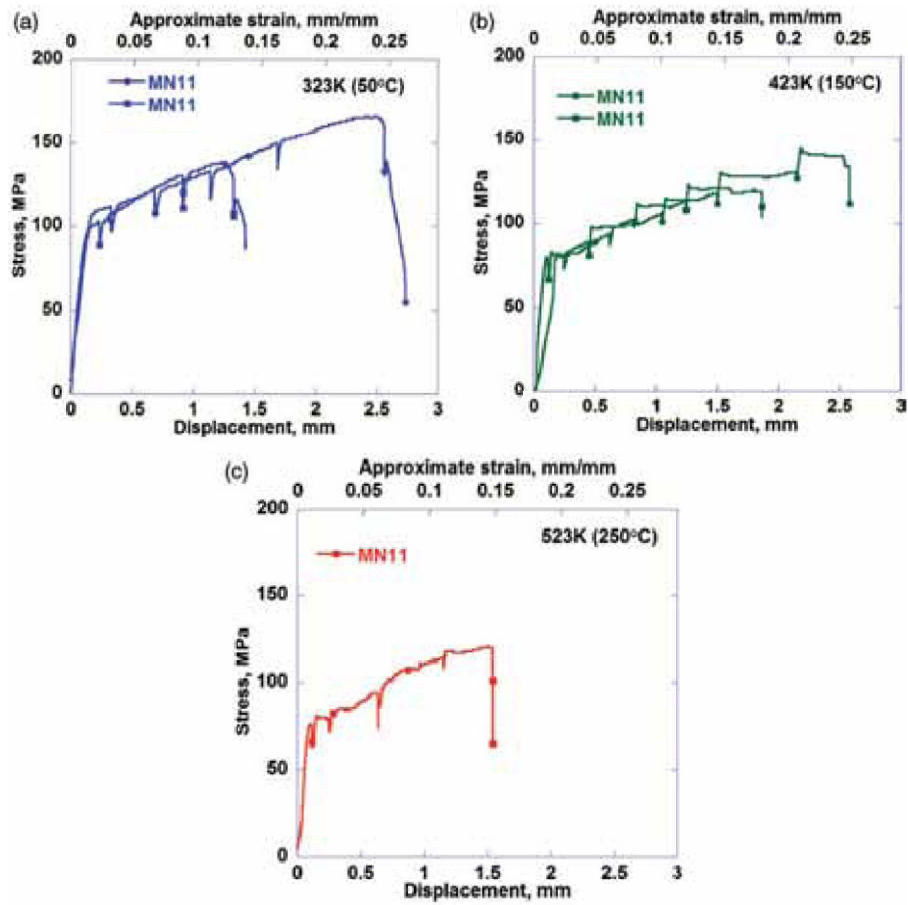 (a)
Approximate strain, mm/mm
0 0.05 0.1 0.15 0.2 0.25
200
150
100
50
0
Stress, MPa
MN11
MN11
323K (50°C)
0 0.5 1 1.5 2 2.5 3
Displacement, mm
(b)
Approximate strain, mm/mm
0 0.05 0.1 0.15 0.2 0.25
200
150
100
50
0
Stress, MPa
MN11
MN11
423K (150°C)
0 0.5 1 1.5 2 2.5 3
Displacement, mm
(c)
Approximate strain, mm/mm
0 0.05 0.1 0.15 0.2 0.25
200
150
100
50
0
Stress, MPa
MN11
523K (250°C)
0 0.5 1 1.5 2 2.5 3
Displacement, mm